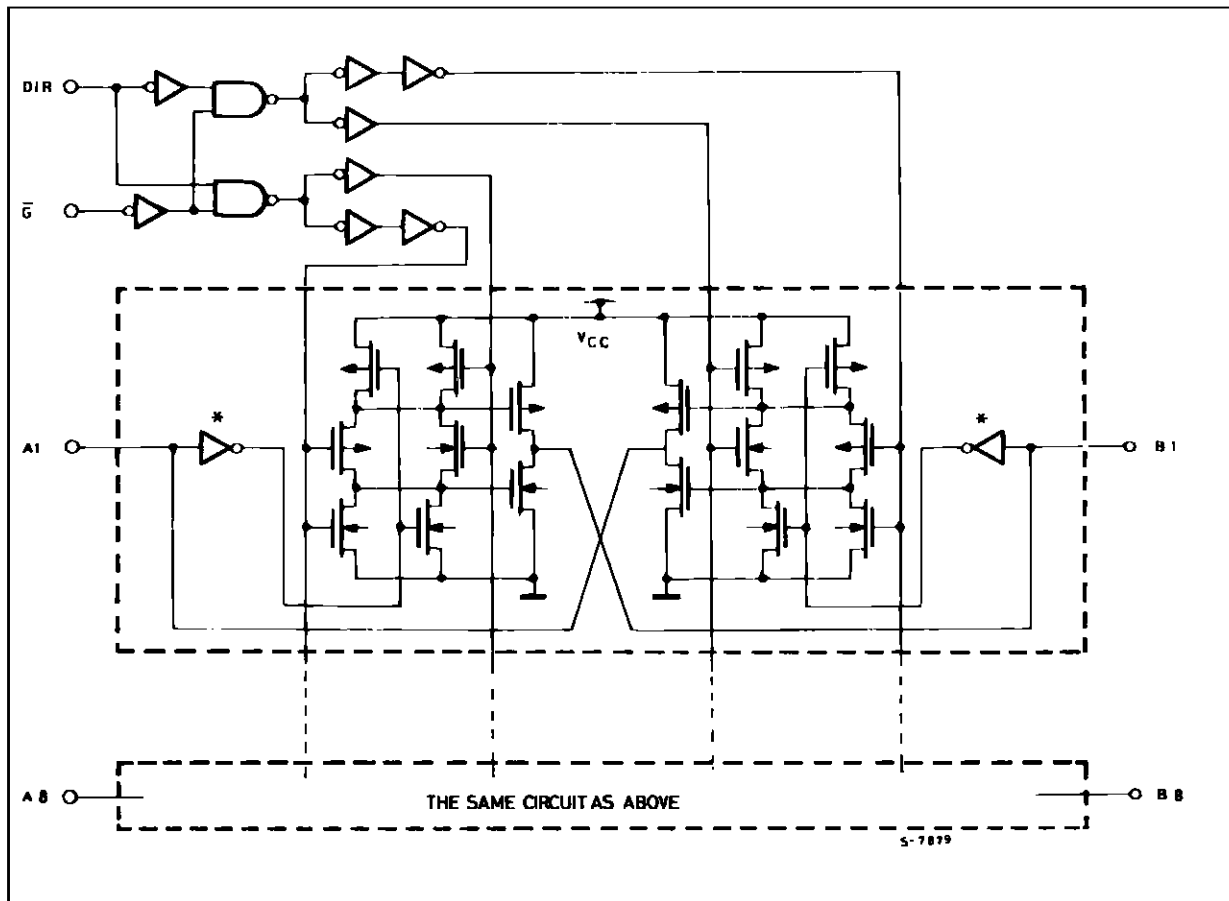 DIR
G̅
VCC
*
*
A1
B1
A8
THE SAME CIRCUIT AS ABOVE
B8
S-7879